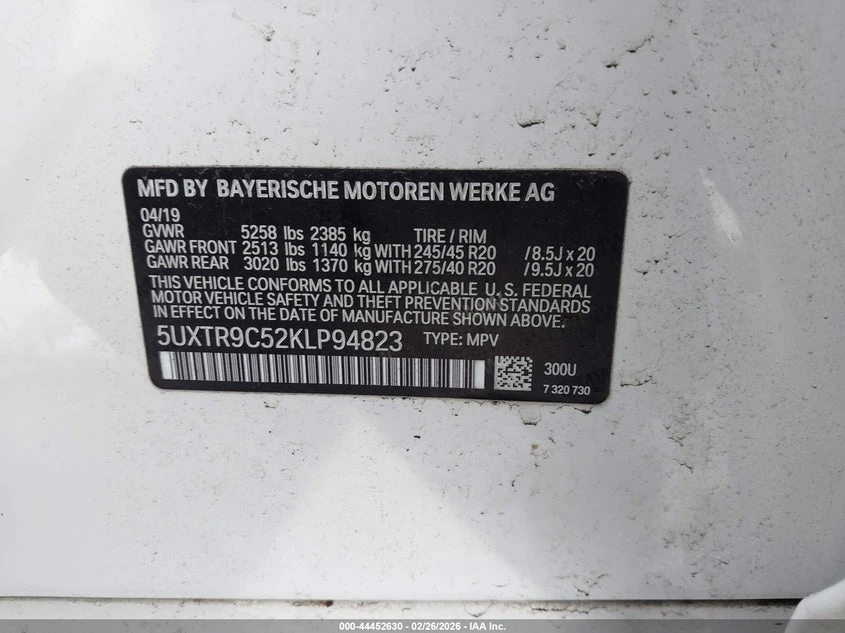 MFD BY BAYERISCHE MOTOREN WERKE AG
04/19
GVWR 5258 lbs 2385 kg TIRE / RIM
GAWR FRONT 2513 lbs 1140 kg WITH 245/45 R20 / 8.5J x 20
GAWR REAR 3020 lbs 1370 kg WITH 275/40 R20 / 9.5J x 20
THIS VEHICLE CONFORMS TO ALL APPLICABLE U. S. FEDERAL
MOTOR VEHICLE SAFETY AND THEFT PREVENTION STANDARDS
IN EFFECT ON THE DATE OF MANUFACTURE SHOWN ABOVE.
5UXTR9C52KLP94823 TYPE: MPV
300U
7 320 730
000-44452630 - 02/26/2026 - IAA Inc.